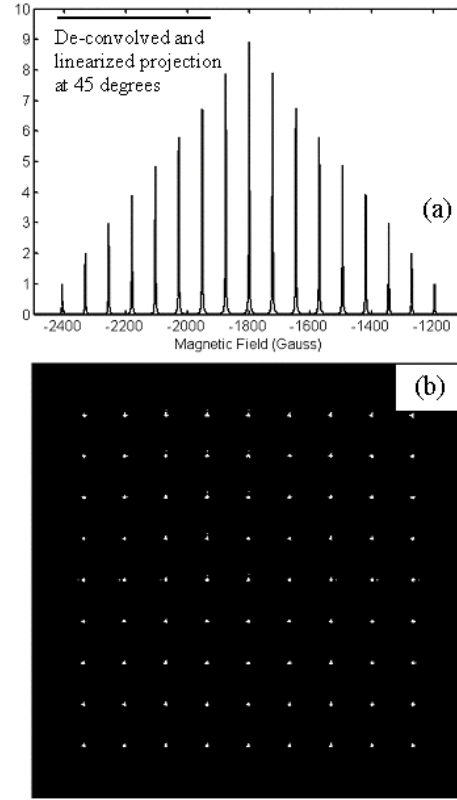 10
9
8
7
6
5
4
3
2
1
0
De-convolved and
linearized projection
at 45 degrees
(a)
-2400 -2200 -2000 -1800 -1600 -1400 -1200
Magnetic Field (Gauss)
(b)